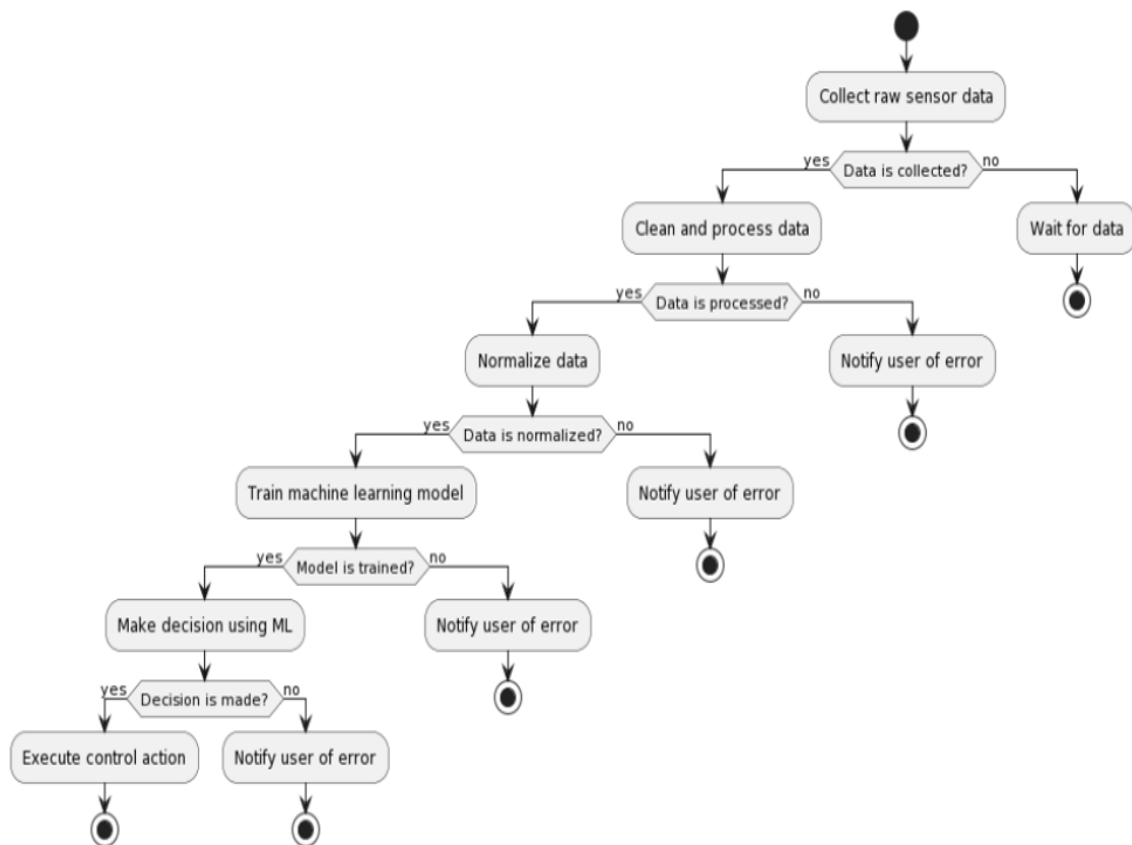 Collect raw sensor data
yes
Data is collected?
no
Clean and process data
Wait for data
yes
Data is processed?
no
Normalize data
Notify user of error
yes
Data is normalized?
no
Train machine learning model
Notify user of error
yes
Model is trained?
no
Make decision using ML
Notify user of error
yes
Decision is made?
no
Execute control action
Notify user of error